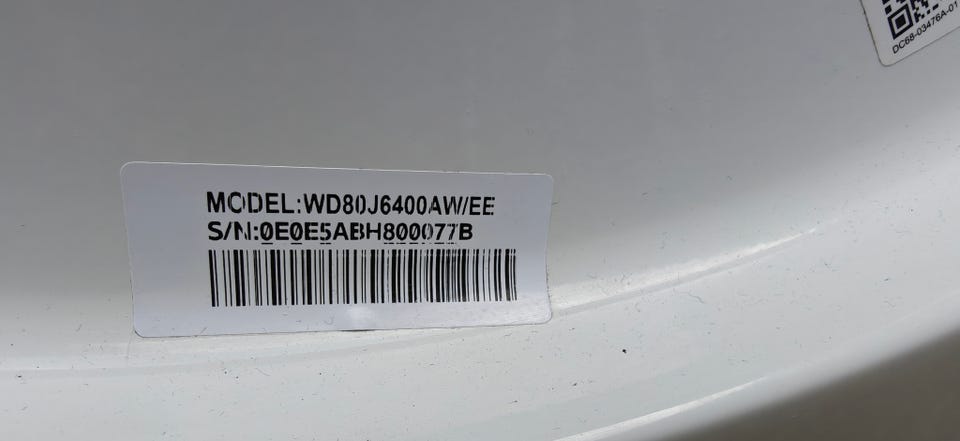 DC68-03476A-01
MODEL:WD80J6400AW/EE
S/N:0E0E5ABH800077B